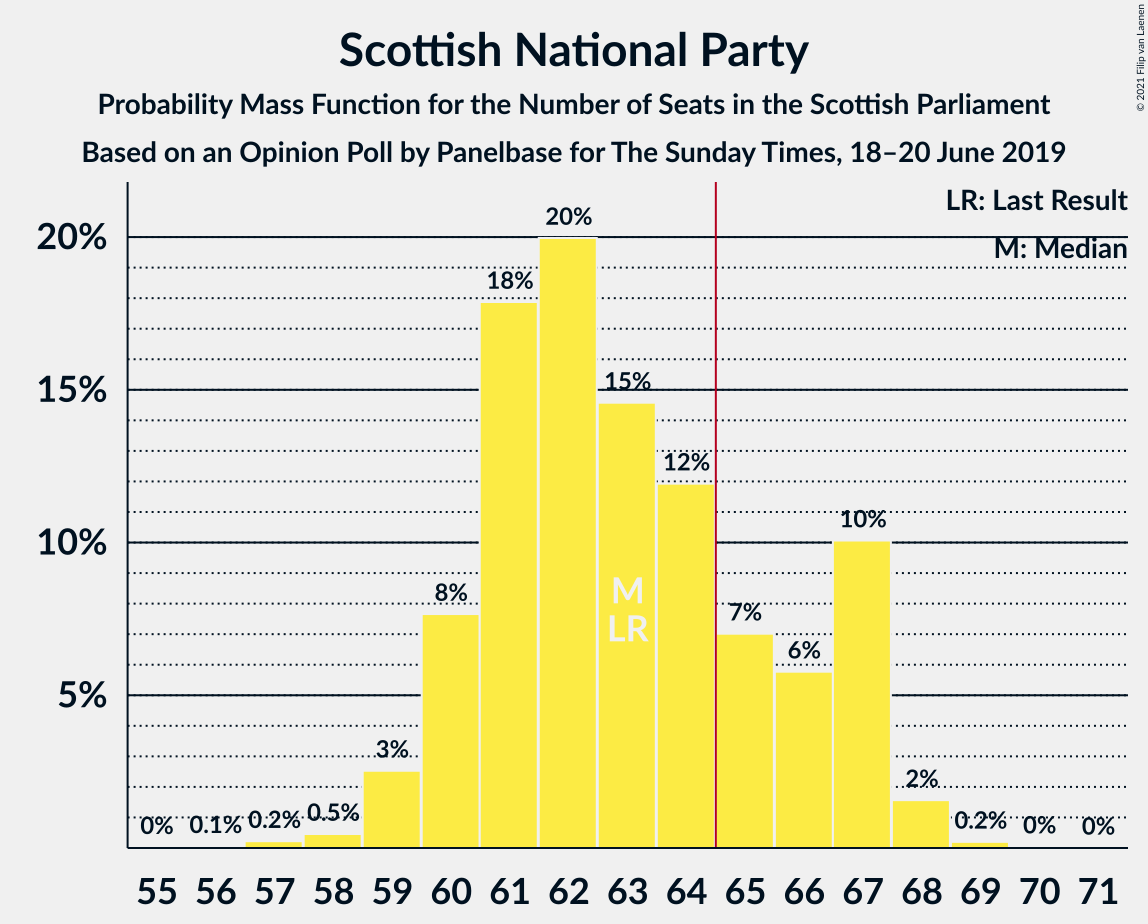 Scottish National Party
Probability Mass Function for the Number of Seats in the Scottish Parliament
Based on an Opinion Poll by Panelbase for The Sunday Times, 18–20 June 2019
© 2021 Filip van Laenen
LR: Last Result
M: Median
20%
15%
10%
5%
0%
0.1%
0.2%
0.5%
3%
8%
18%
20%
15%
12%
7%
6%
10%
2%
0.2%
0%
0%
M
LR
55 56 57 58 59 60 61 62 63 64 65 66 67 68 69 70 71